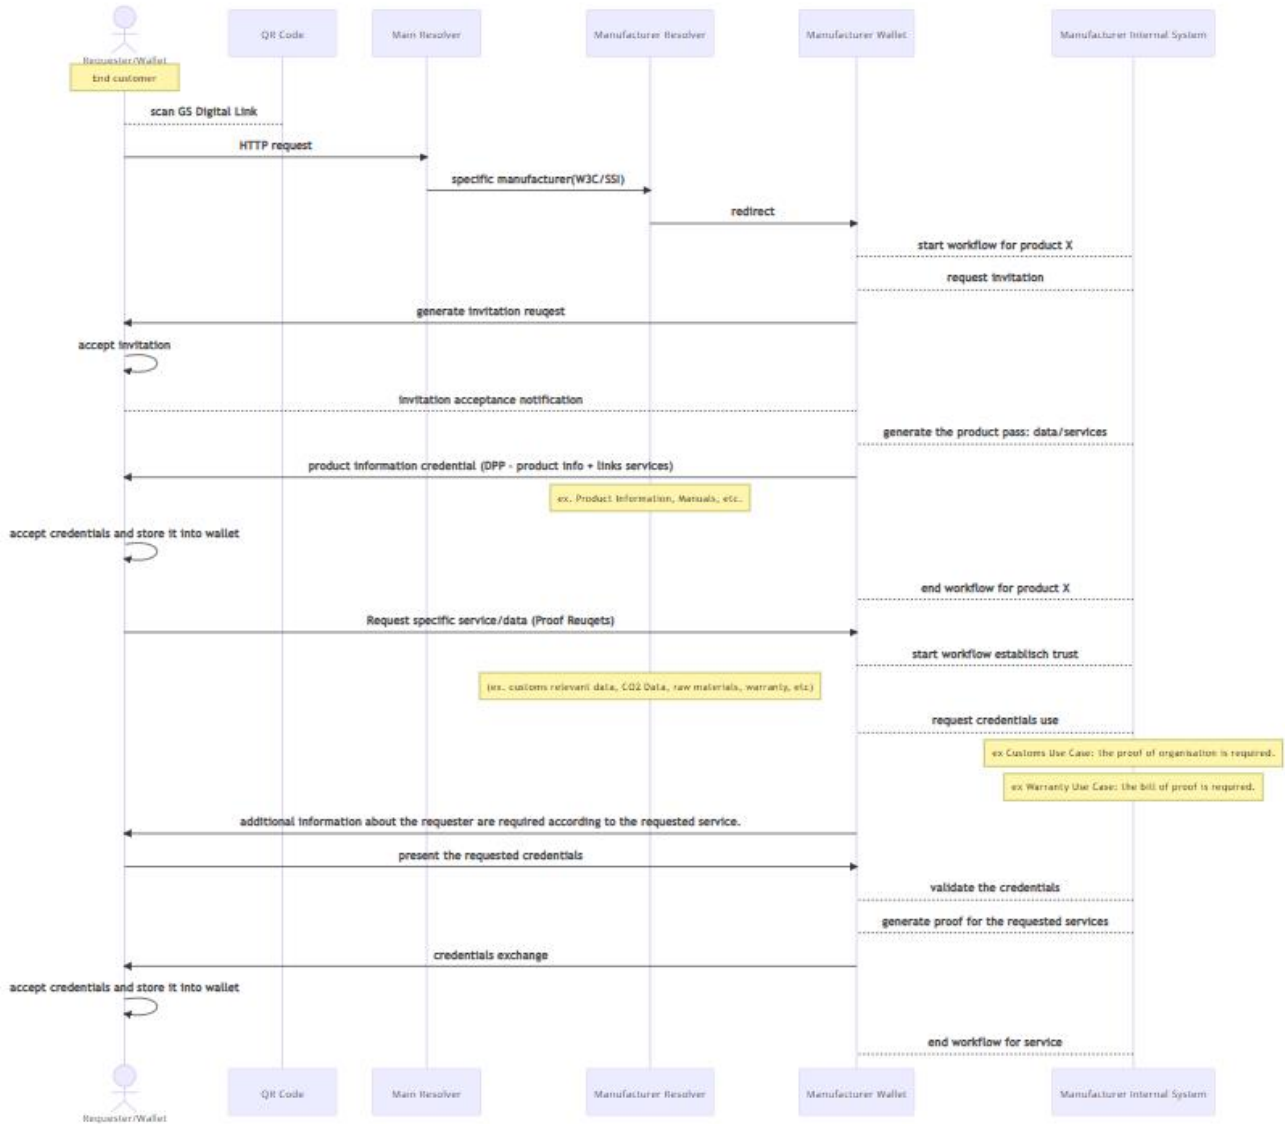 QR Code
Main Resolver
Manufacturer Resolver
Manufacturer Wallet
Manufacturer Internal System
Requester/Wallet
End customer
scan GS Digital Link
HTTP request
specific manufacturer(W3C/SSI)
redirect
start workflow for product X
request invitation
generate invitation reuqest
accept invitation
invitation acceptance notification
generate the product pass: data/services
product information credential (DPP - product info + links services)
ex. Product Information, Manuals, etc.
accept credentials and store it into wallet
end workflow for product X
Request specific service/data (Proof Reuqets)
start workflow establisch trust
(ex. customs relevant data, CO2 Data, raw materials, warranty, etc)
request credentials use
ex Customs Use Case: the proof of organisation is required.
ex Warranty Use Case: the bill of proof is required.
additional information about the requester are required according to the requested service.
present the requested credentials
validate the credentials
generate proof for the requested services
credentials exchange
accept credentials and store it into wallet
end workflow for service
QR Code
Main Resolver
Manufacturer Resolver
Manufacturer Wallet
Manufacturer Internal System
Requester/Wallet